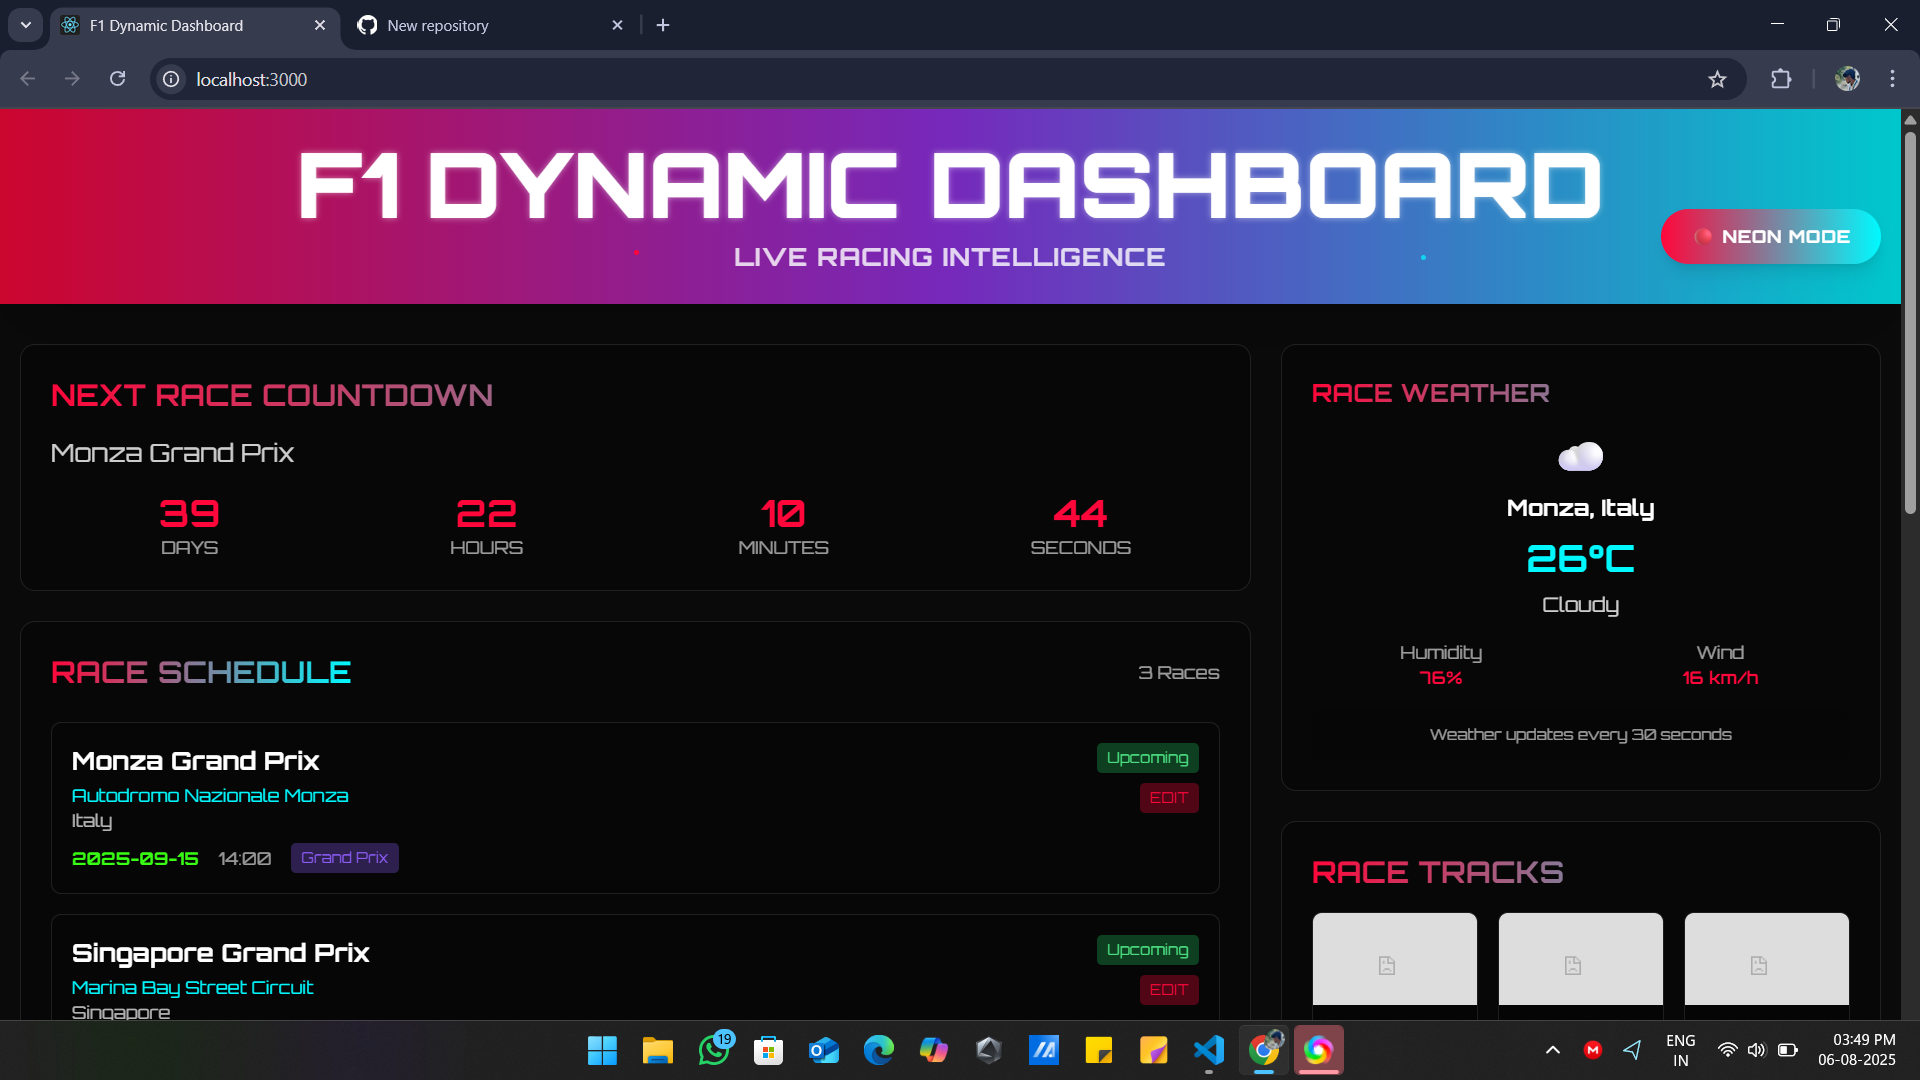 F1 Dynamic Dashboard
New repository
localhost:3000
F1 DYNAMIC DASHBOARD
LIVE RACING INTELLIGENCE
NEON MODE
NEXT RACE COUNTDOWN
Monza Grand Prix
39
DAYS
22
HOURS
10
MINUTES
44
SECONDS
RACE SCHEDULE
3 Races
Monza Grand Prix
Autodromo Nazionale Monza
Italy
2025-09-15 14:00 Grand Prix
Upcoming
EDIT
Singapore Grand Prix
Marina Bay Street Circuit
Singapore
Upcoming
EDIT
RACE WEATHER
Monza, Italy
26°C
Cloudy
Humidity
76%
Wind
16 km/h
Weather updates every 30 seconds
RACE TRACKS
19
ENG
IN
03:49 PM
06-08-2025